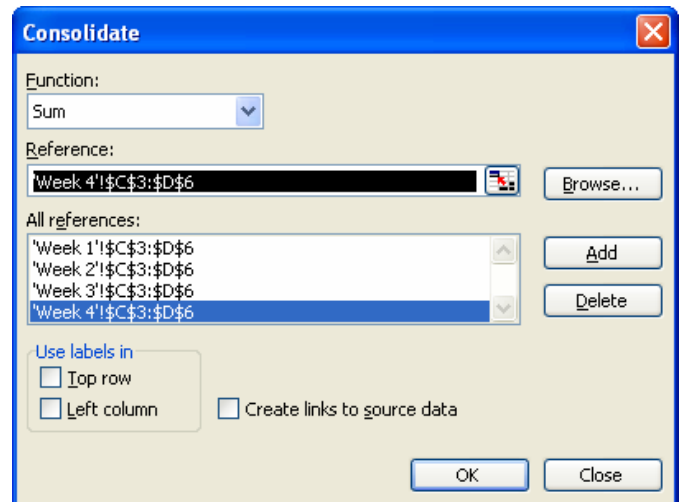 Consolidate
Function:
Sum
Reference:
'Week 4'!$C$3:$D$6
Browse...
All references:
'Week 1'!$C$3:$D$6
'Week 2'!$C$3:$D$6
'Week 3'!$C$3:$D$6
'Week 4'!$C$3:$D$6
Add
Delete
Use labels in
Top row
Left column
Create links to source data
OK
Close